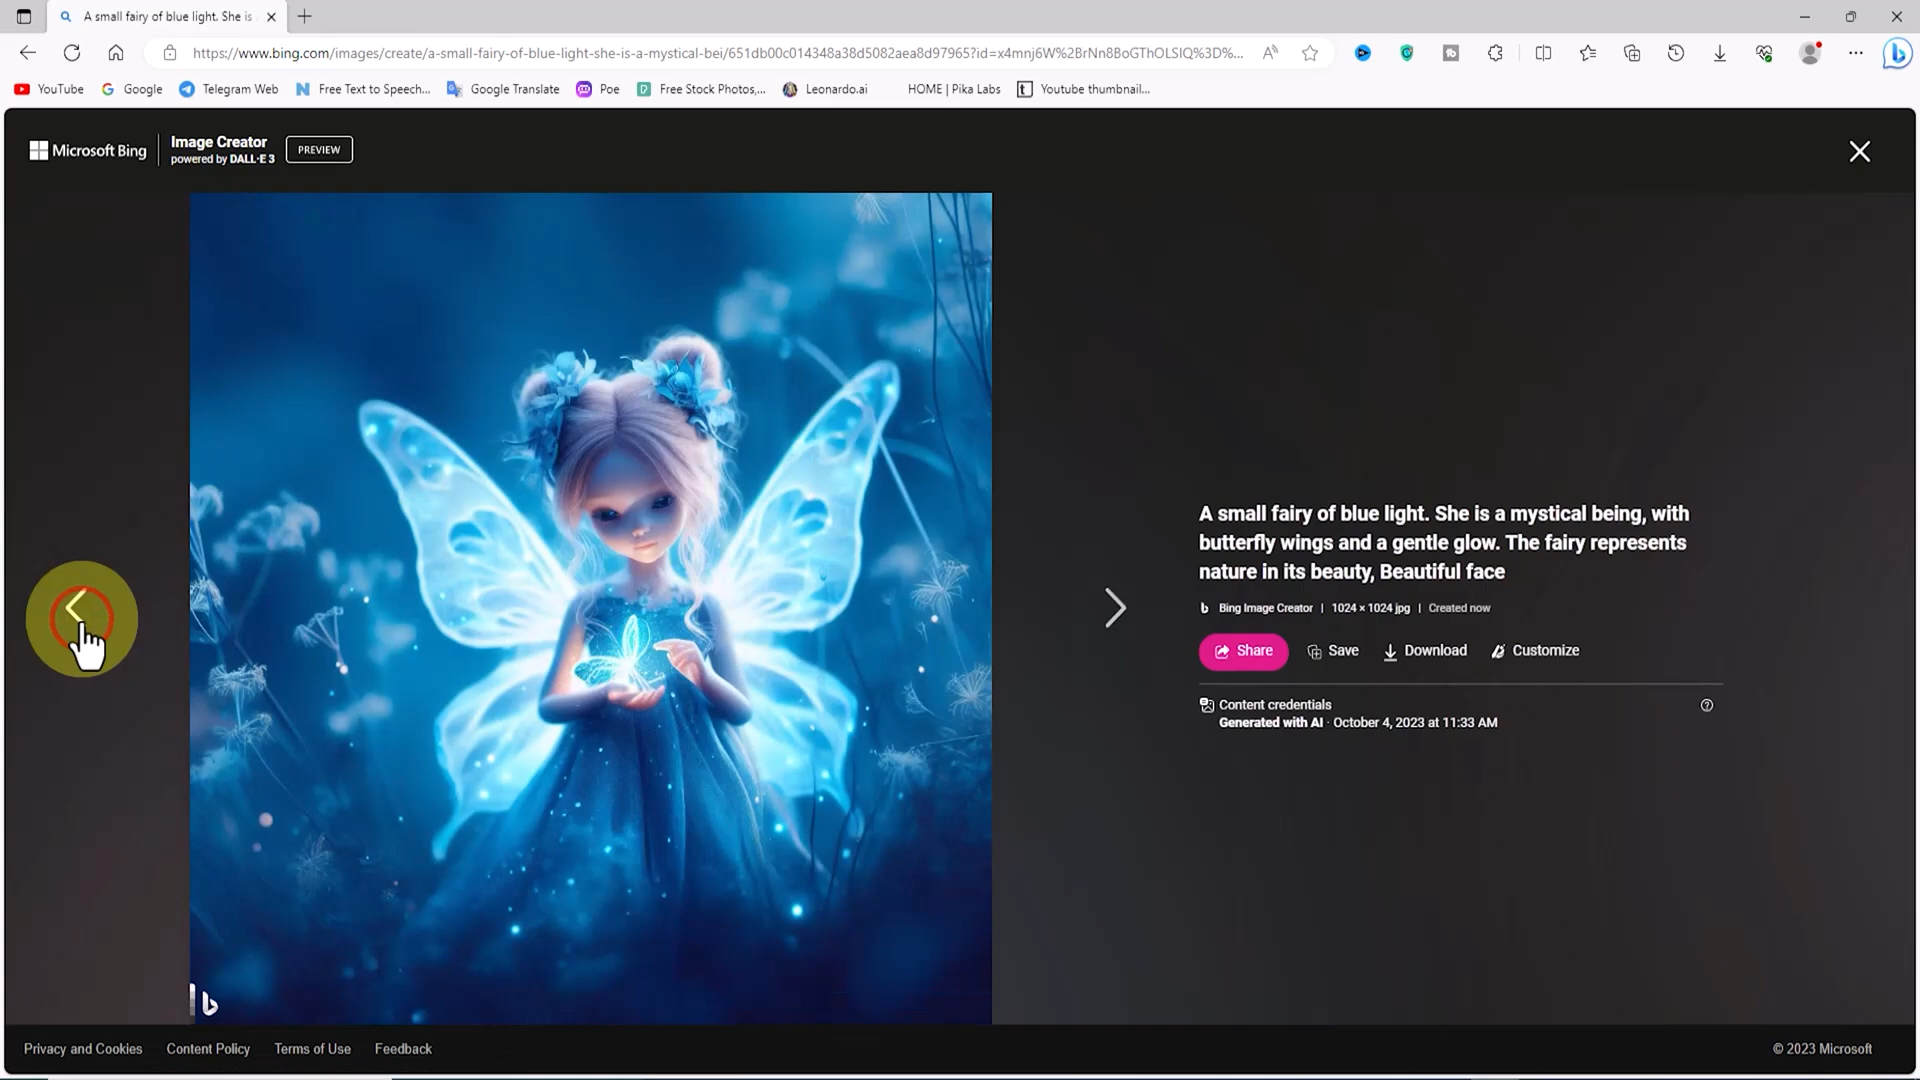 A small fairy of blue light. She is
https://www.bing.com/images/create/a-small-fairy-of-blue-light-she-is-a-mystical-bei/651db00c014348a38d5082aea8d97965?id=x4mnj6W%2BrNn8BoGThOLSIQ%3D%...
YouTube
Google
Telegram Web
Free Text to Speech...
Google Translate
Poe
Free Stock Photos,...
Leonardo.ai
HOME | Pika Labs
Youtube thumbnail...
Microsoft Bing
Image Creator
powered by DALL·E 3
PREVIEW
A small fairy of blue light. She is a mystical being, with
butterfly wings and a gentle glow. The fairy represents
nature in its beauty, Beautiful face
Bing Image Creator | 1024 × 1024 jpg | Created now
Share
Save
Download
Customize
Content credentials
Generated with AI · October 4, 2023 at 11:33 AM
Privacy and Cookies
Content Policy
Terms of Use
Feedback
© 2023 Microsoft